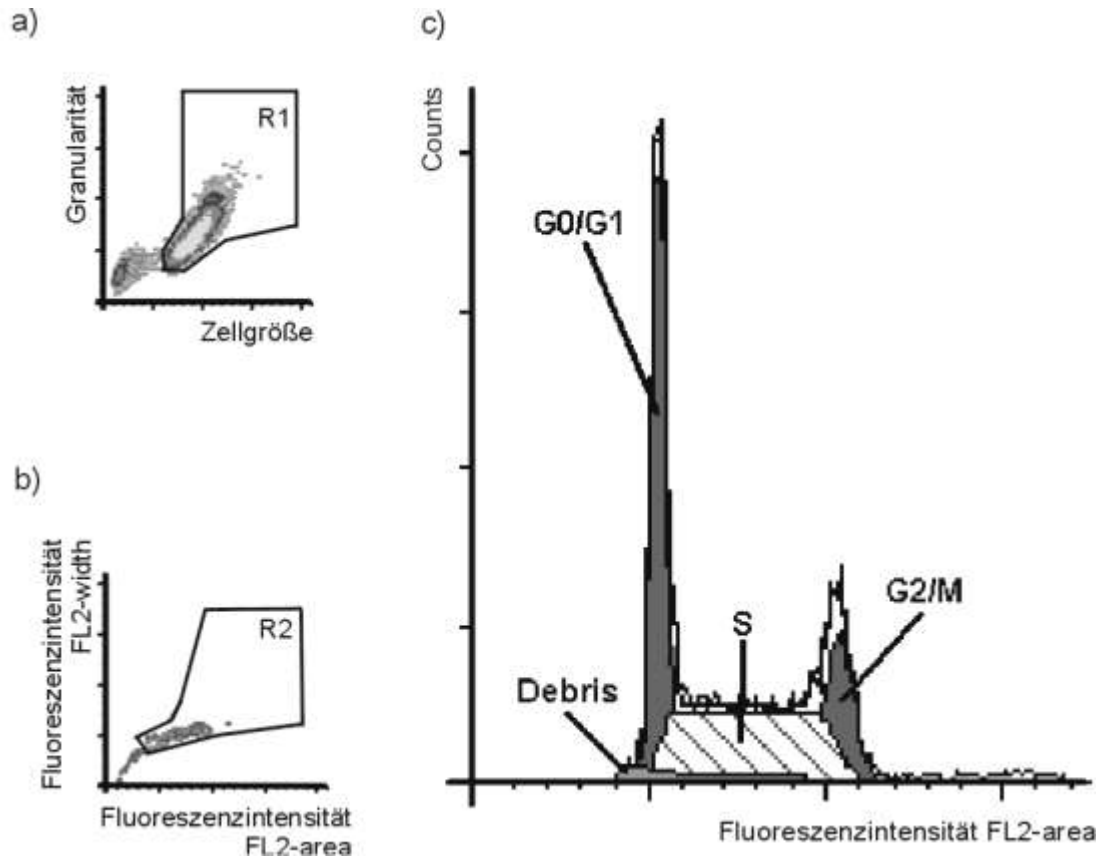 a)
Granularität
R1
Zellgröße
b)
Fluoreszenzintensität
FL2-width
R2
Fluoreszenzintensität
FL2-area
c)
Counts
G0/G1
S
G2/M
Debris
Fluoreszenzintensität FL2-area